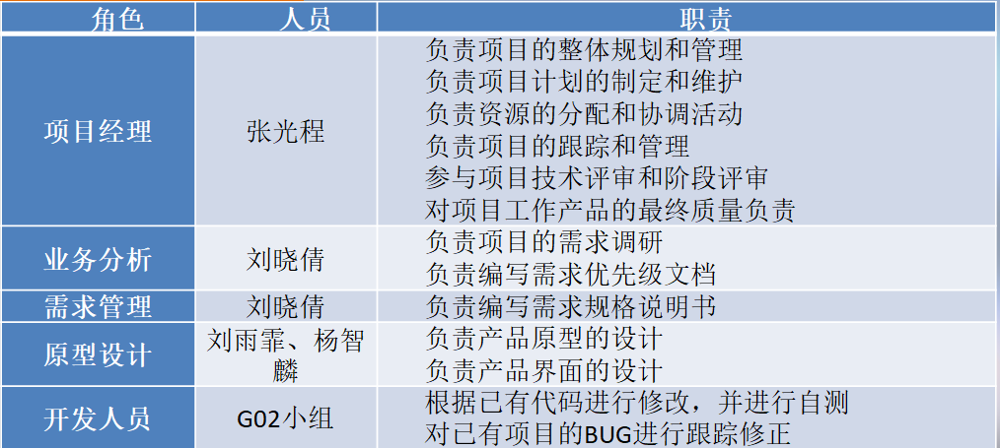 角色 人员 职责
项目经理 张光程 负责项目的整体规划和管理
负责项目计划的制定和维护
负责资源的分配和协调活动
负责项目的跟踪和管理
参与项目技术评审和阶段评审
对项目工作产品的最终质量负责
业务分析 刘晓倩 负责项目的需求调研
负责编写需求优先级文档
需求管理 刘晓倩 负责编写需求规格说明书
原型设计 刘雨霏、杨智
麟
负责产品原型的设计
负责产品界面的设计
开发人员 G02小组 根据已有代码进行修改，并进行自测
对已有项目的BUG进行跟踪修正